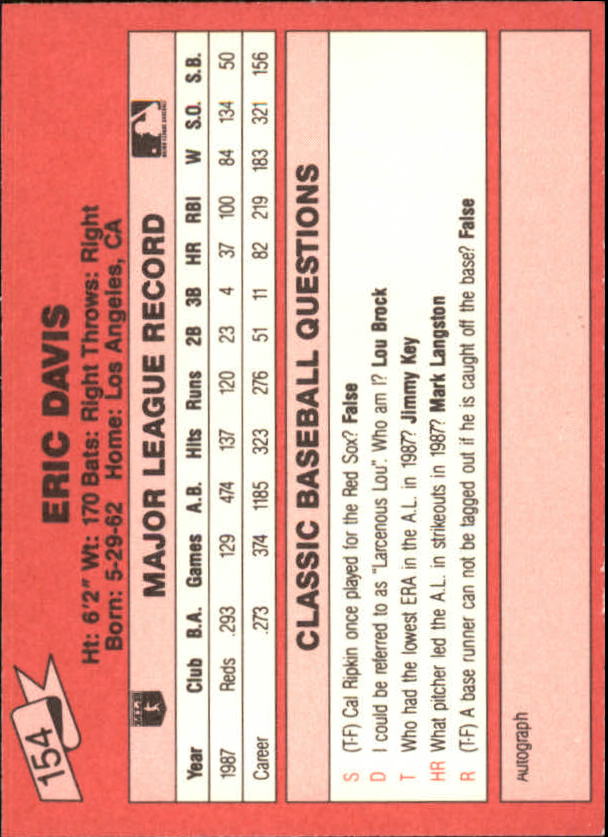 154
ERIC DAVIS
Ht: 6'2" Wt: 170 Bats: Right Throws: Right
Born: 5-29-62 Home: Los Angeles, CA
MAJOR LEAGUE RECORD
Year Club B.A. Games A.B. Hits Runs 2B 3B HR RBI W S.O. S.B.
1987 Reds .293 129 474 137 120 23 4 37 100 84 134 50
Career .273 374 1185 323 276 51 11 82 219 183 321 156
CLASSIC BASEBALL QUESTIONS
S (T-F) Cal Ripkin once played for the Red Sox? False
D I could be referred to as "Larcenous Lou". Who am I? Lou Brock
T Who had the lowest ERA in the A.L. in 1987? Jimmy Key
HR What pitcher led the A.L. in strikeouts in 1987? Mark Langston
R (T-F) A base runner can not be tagged out if he is caught off the base? False
Autograph